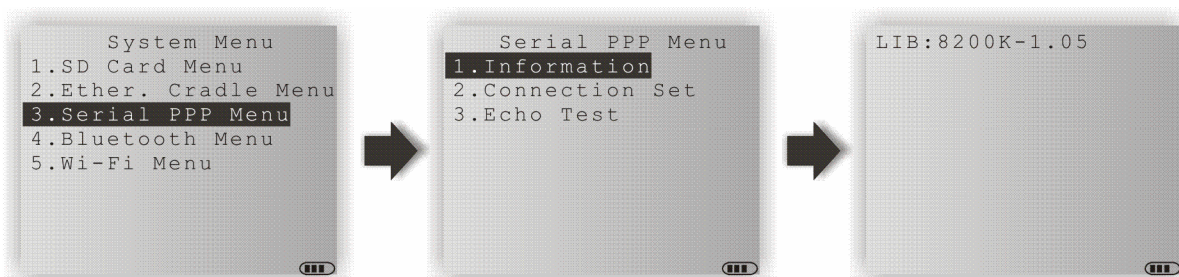 System Menu
1.SD Card Menu
2.Ether. Cradle Menu
3.Serial PPP Menu
4.Bluetooth Menu
5.Wi-Fi Menu
Serial PPP Menu
1.Information
2.Connection Set
3.Echo Test
LIB:8200K-1.05